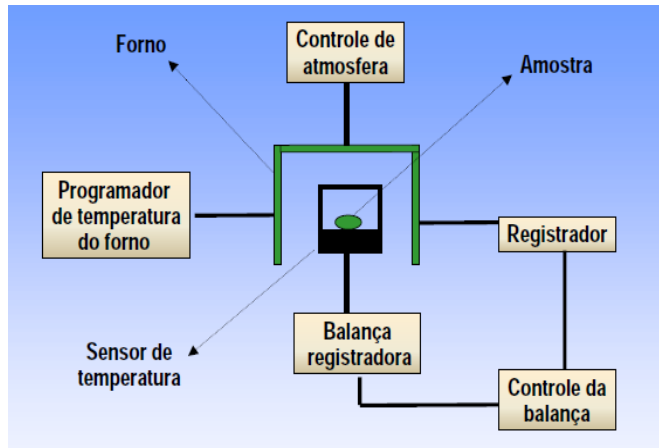 Forno
Controle de
atmosfera
Amostra
Programador
de temperatura
do forno
Registrador
Sensor de
temperatura
Balança
registradora
Controle da
balança